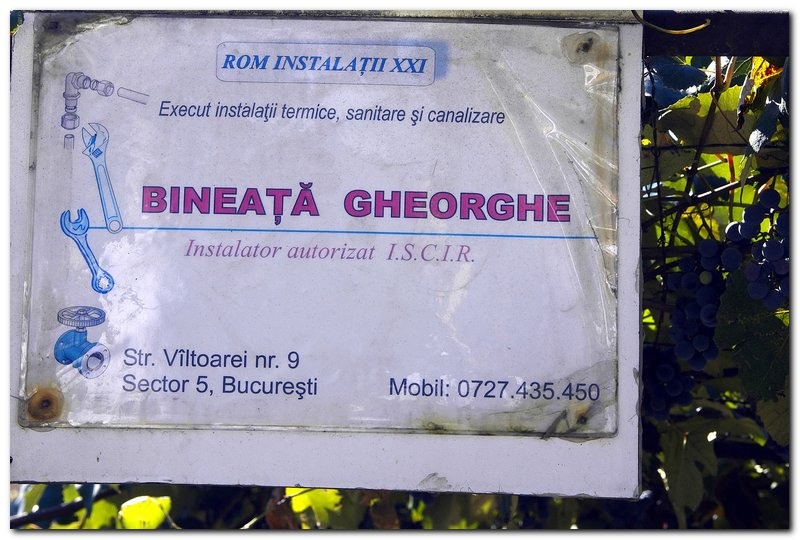 ROM INSTALAŢII XXI
Execut instalaţii termice, sanitare şi canalizare
BINEAŢĂ GHEORGHE
Instalator autorizat I.S.C.I.R.
Str. Vîltoarei nr. 9
Sector 5, Bucureşti
Mobil: 0727.435.450